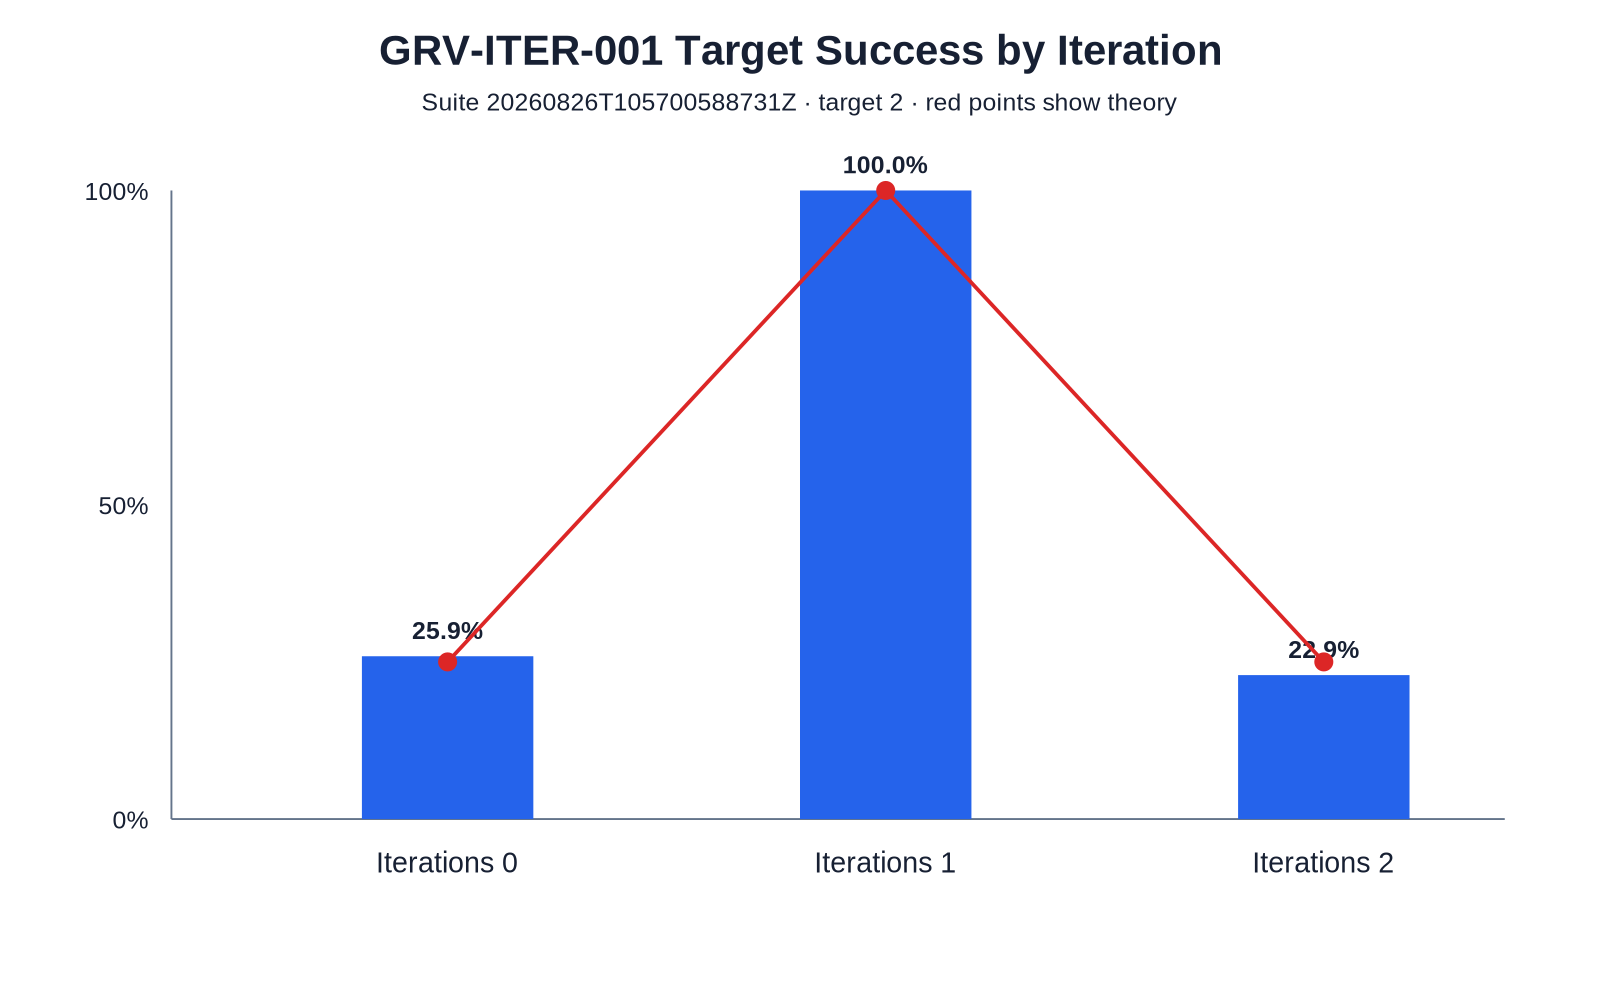 GRV-ITER-001 Target Success by Iteration
Suite 20260826T105700588731Z · target 2 · red points show theory
100.0%
100%
50%
25.9%
22.9%
0%
Iterations 0
Iterations 1
Iterations 2